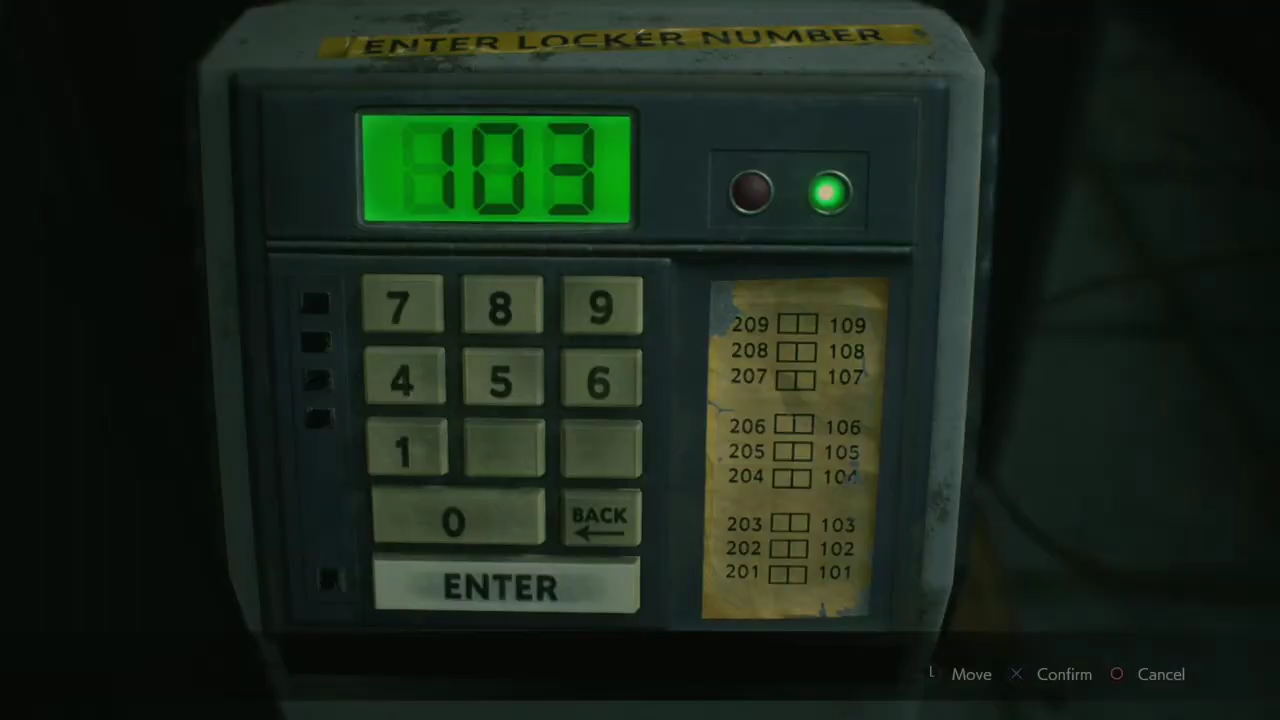 ENTER LOCKER NUMBER
103
7 8 9
4 5 6
1
0 BACK
ENTER
209 109
208 108
207 107
206 106
205 105
204 104
203 103
202 102
201 101
L Move Confirm Cancel